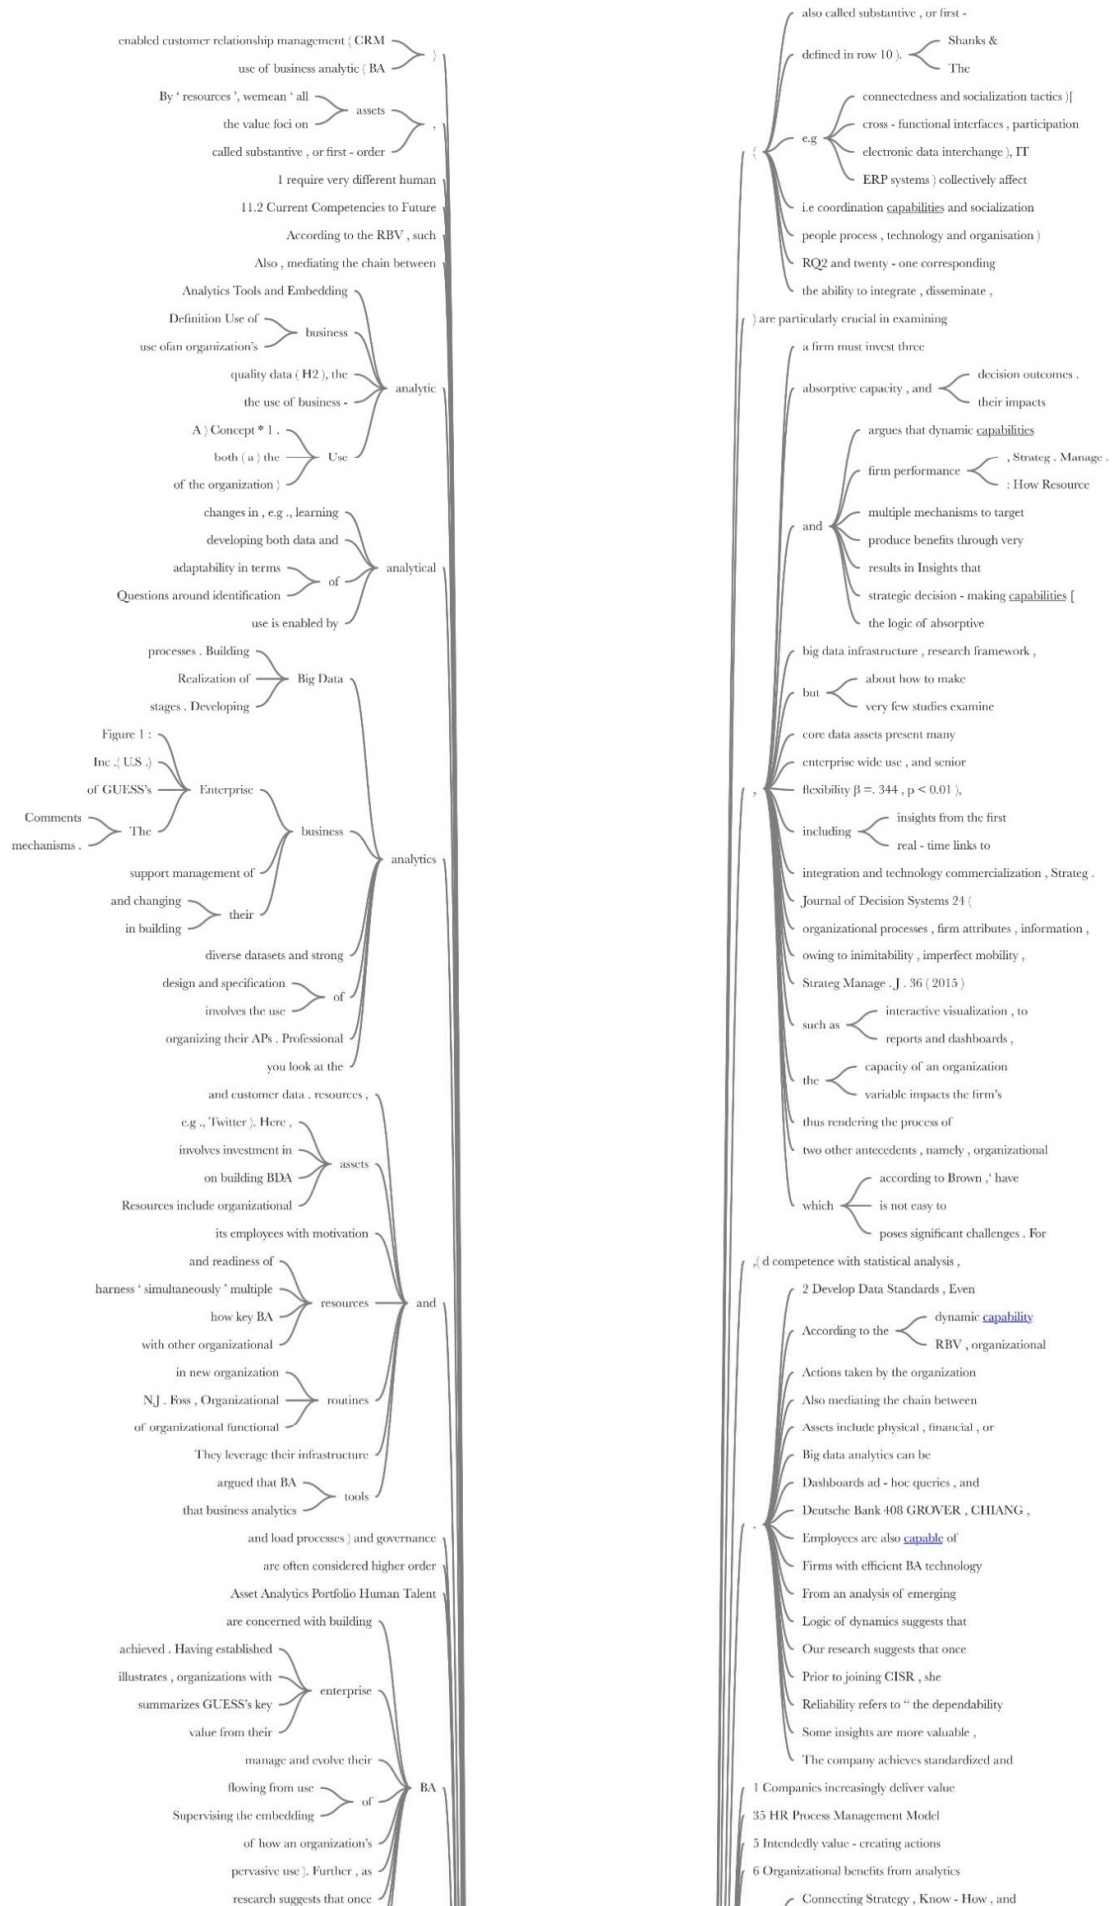 enabled customer relationship management ( CRM
use of business analytic ( BA
)
By ‘ resources ’, wemean ‘ all
the value foci on
assets
called substantive , or first - order
,
1 require very different human
11.2 Current Competencies to Future
According to the RBV , such
Also , mediating the chain between
Analytics Tools and Embedding
Definition Use of
use ofan organization's
business
quality data ( H2 ), the
the use of business -
analytic
A ) Concept * 1 .
both ( a ) the
of the organization )
Use
changes in , e.g ., learning
developing both data and
adaptability in terms
Questions around identification
of
analytical
use is enabled by
processes . Building
Realization of
stages . Developing
Big Data
Figure 1 :
Inc .( U.S .)
of GUESS's
Enterprise
Comments
mechanisms .
The
business
support management of
and changing
in building
their
analytics
diverse datasets and strong
design and specification
involves the use
of
organizing their APs . Professional
you look at the
and customer data . resources ,
e.g ., Twitter ). Here ,
involves investment in
on building BDA
Resources include organizational
assets
its employees with motivation
and readiness of
harness ‘ simultaneously ’ multiple
how key BA
with other organizational
resources
and
in new organization
N.J . Foss , Organizational
of organizational functional
routines
They leverage their infrastructure
argued that BA
that business analytics
tools
and load processes ) and governance
are often considered higher order
Asset Analytics Portfolio Human Talent
are concerned with building
achieved . Having established
illustrates , organizations with
summarizes GUESS's key
value from their
enterprise
manage and evolve their
BA
flowing from use
Supervising the embedding
of
of how an organization's
pervasive use ). Further , as
research suggests that once
also called substantive , or first -
defined in row 10 ).
Shanks &
The
(
e.g
connectedness and socialization tactics )[
cross - functional interfaces , participation
electronic data interchange ), IT
ERP systems ) collectively affect
i.e coordination capabilities and socialization
people process , technology and organisation )
RQ2 and twenty - one corresponding
the ability to integrate , disseminate ,
) are particularly crucial in examining
a firm must invest three
absorptive capacity , and
decision outcomes .
their impacts
and
argues that dynamic capabilities
firm performance
, Strateg . Manage .
: How Resource
multiple mechanisms to target
produce benefits through very
results in Insights that
strategic decision - making capabilities [
the logic of absorptive
big data infrastructure , research framework ,
but
about how to make
very few studies examine
core data assets present many
enterprise wide use , and senior
,
flexibility β =. 344 , p < 0.01 ),
including
insights from the first
real - time links to
integration and technology commercialization , Strateg .
Journal of Decision Systems 24 (
organizational processes , firm attributes , information ,
owing to inimitability , imperfect mobility ,
Strateg Manage . J . 36 ( 2015 )
such as
interactive visualization , to
reports and dashboards ,
the
capacity of an organization
variable impacts the firm's
thus rendering the process of
two other antecedents , namely , organizational
which
according to Brown ,‘ have
is not easy to
poses significant challenges . For
,( d competence with statistical analysis ,
2 Develop Data Standards , Even
According to the
dynamic capability
RBV , organizational
Actions taken by the organization
Also mediating the chain between
Assets include physical , financial , or
Big data analytics can be
Dashboards ad - hoc queries , and
Deutsche Bank 408 GROVER , CHIANG ,
.
Employees are also capable of
Firms with efficient BA technology
From an analysis of emerging
Logic of dynamics suggests that
Our research suggests that once
Prior to joining CISR , she
Reliability refers to “ the dependability
Some insights are more valuable ,
The company achieves standardized and
1 Companies increasingly deliver value
35 HR Process Management Model
5 Intendedly value - creating actions
6 Organizational benefits from analytics
Connecting Strategy , Know - How , and